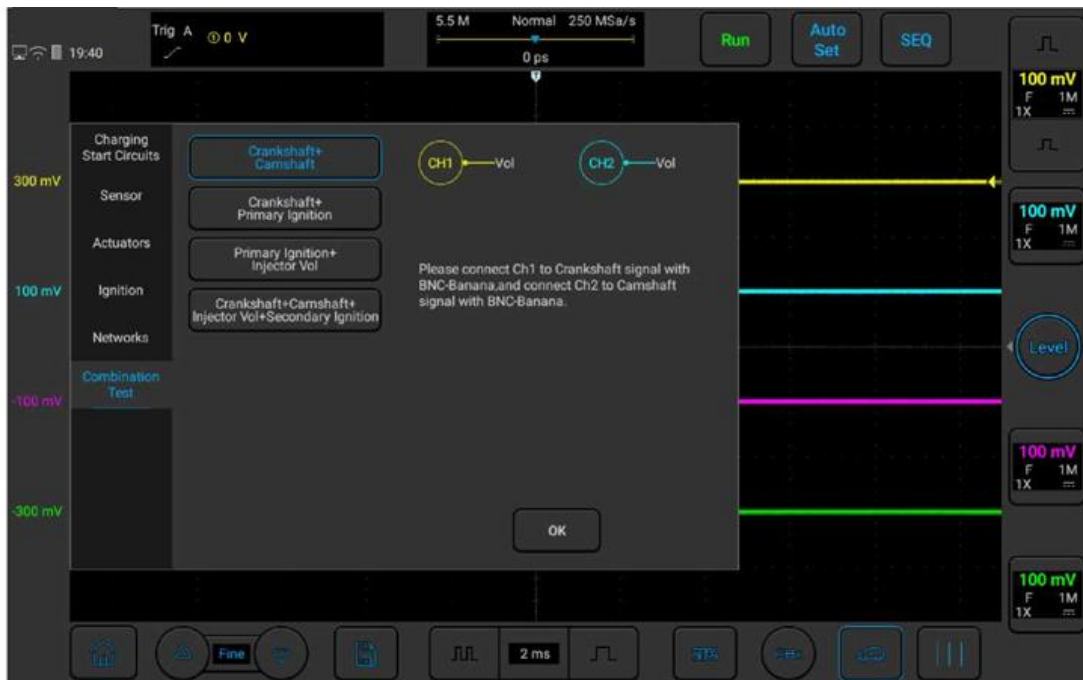 19:40
Trig A ① 0 V
5.5 M Normal 250 MSa/s
0 ps
T
Run
Auto
Set
SEQ
300 mV
100 mV
-100 mV
-300 mV
Charging
Start Circuits
Sensor
Actuators
Ignition
Networks
Combination
Test
Crankshaft+
Camshaft
Crankshaft+
Primary Ignition
Primary Ignition+
Injector Vol
Crankshaft+Camshaft+
Injector Vol+Secondary Ignition
CH1 Vol
CH2 Vol
Please connect Ch1 to Crankshaft signal with
BNC-Banana,and connect Ch2 to Camshaft
signal with BNC-Banana.
OK
100 mV
F 1M
1X
100 mV
F 1M
1X
Level
100 mV
F 1M
1X
100 mV
F 1M
1X
Fine
2 ms